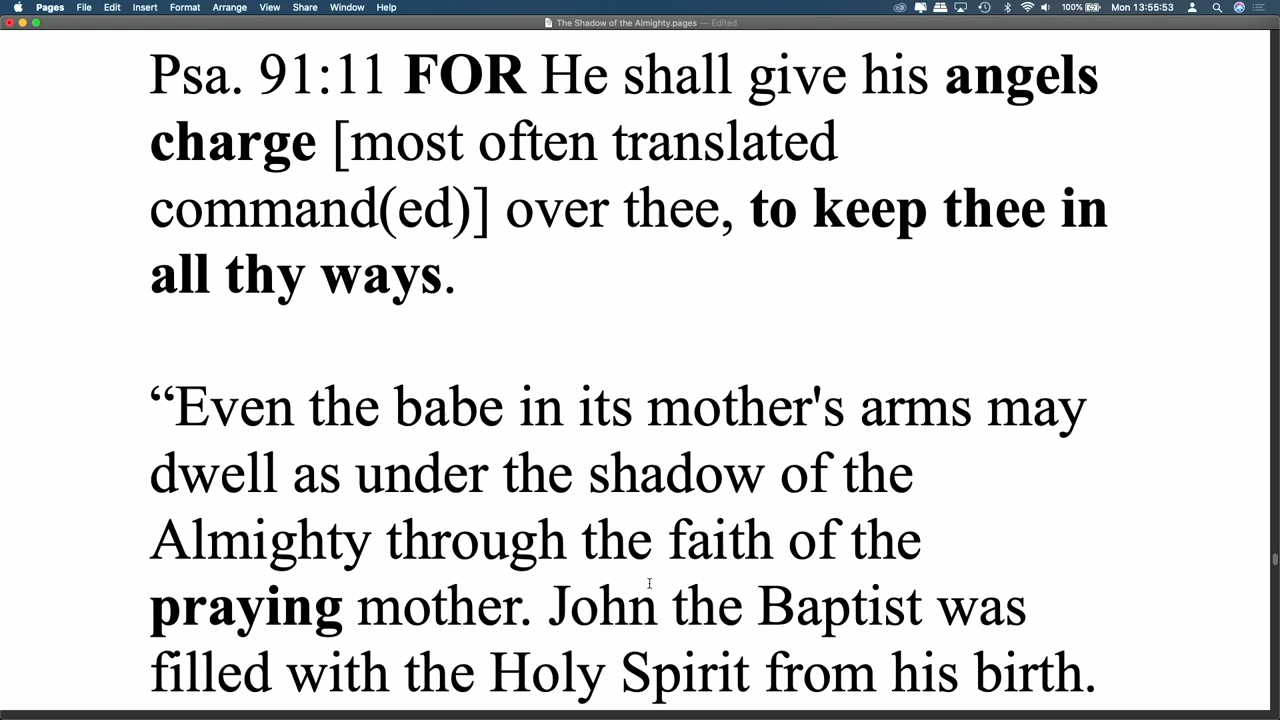 Pages File Edit Insert Format Arrange View Share Window Help 100% Mon 13:55:53
The Shadow of the Almighty.pages — Edited
Psa. 91:11 FOR He shall give his angels
charge [most often translated
command(ed)] over thee, to keep thee in
all thy ways.
“Even the babe in its mother's arms may
dwell as under the shadow of the
Almighty through the faith of the
praying mother. John the Baptist was
filled with the Holy Spirit from his birth.